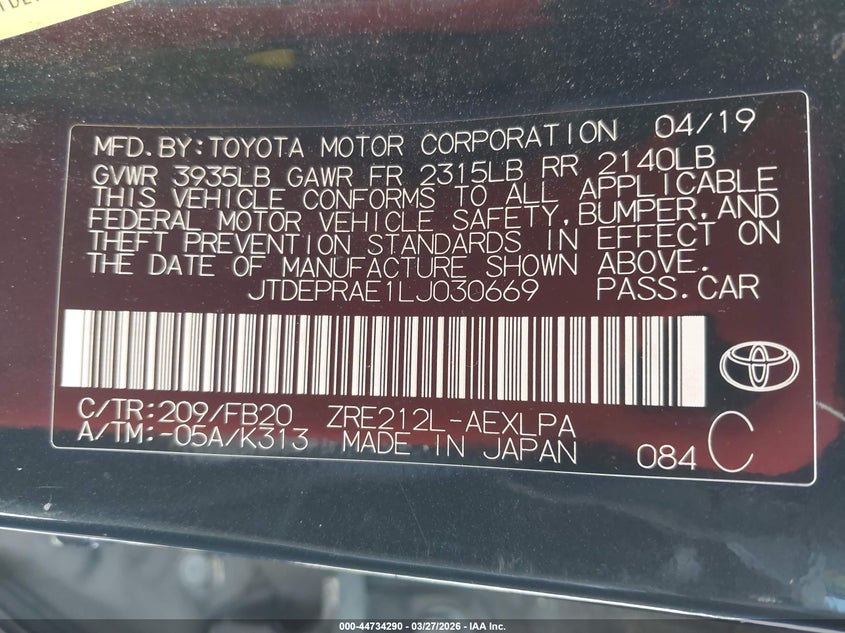 MFD.BY:TOYOTA MOTOR CORPORATION 04/19
GVWR 3935LB GAWR FR 2315LB RR 2140LB
THIS VEHICLE CONFORMS TO ALL APPLICABLE
FEDERAL MOTOR VEHICLE SAFETY,BUMPER,AND
THEFT PREVENTION STANDARDS IN EFFECT ON
THE DATE OF MANUFACTURE SHOWN ABOVE.
JTDEPRAE1LJ030669 PASS.CAR
C/TR:209/FB20 ZRE212L-AEXLPA
A/TM:-05A/K313 MADE IN JAPAN 084 C
000-44734290 - 03/27/2026 - IAA Inc.